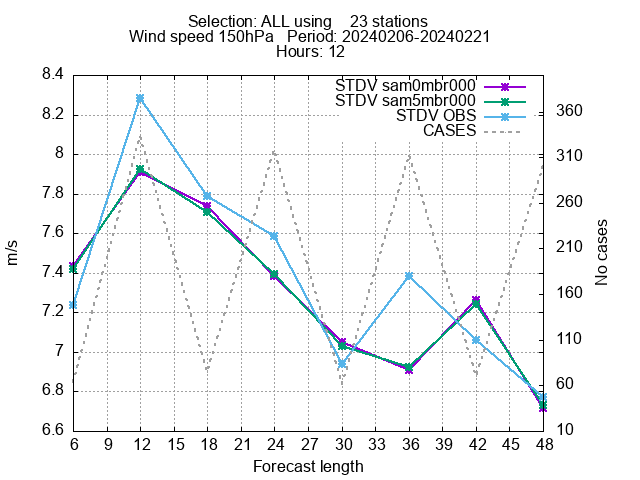 Selection: ALL using    23 stations
Wind speed 150hPa   Period: 20240206-20240221
Hours: 12
STDV sam0mbr000
STDV sam5mbr000
STDV OBS
CASES
8.4
8.2
8
7.8
7.6
7.4
7.2
7
6.8
6.6
m/s
360
310
260
210
160
110
60
10
No cases
6 9 12 15 18 21 24 27 30 33 36 39 42 45 48
Forecast length